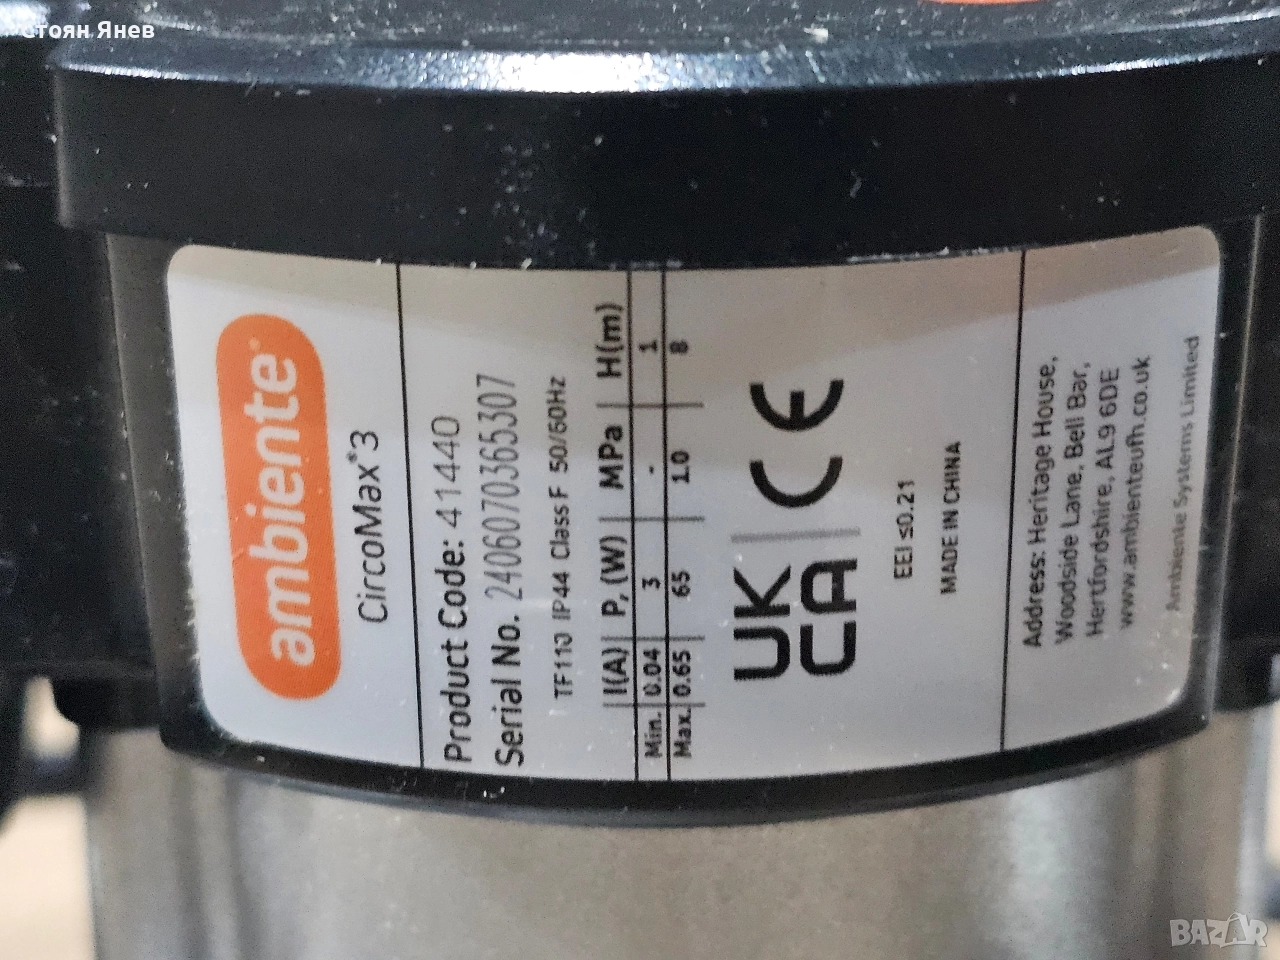 Стоян Янев
ambiente
CircoMax®3
Product Code: 41440
Serial No. 2406070365307
TF110 IP44 Class F 50/60Hz
I(A) P₁(W) MPa H(m)
Min. 0.04 3 - 1
Max. 0.65 65 1.0 8
UK CA CE
EEI ≤0.21
MADE IN CHINA
Address: Heritage House,
Woodside Lane, Bell Bar,
Hertfordshire, AL9 6DE
www.ambienteufh.co.uk
Ambiente Systems Limited
BAZAR